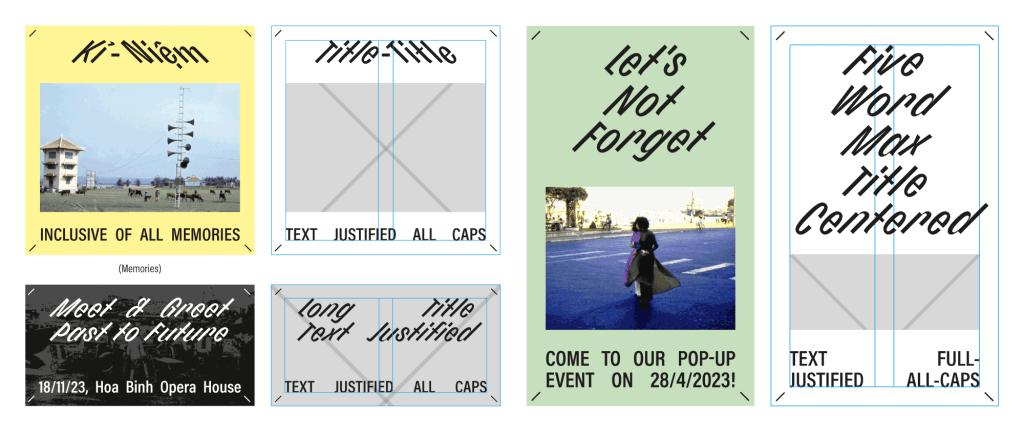 Kỉ-Niệm
INCLUSIVE OF ALL MEMORIES
(Memories)
Title-Title
TEXT JUSTIFIED ALL CAPS
Meet & Greet
Past to Future
18/11/23, Hoa Binh Opera House
Long Title
Text Justified
TEXT JUSTIFIED ALL CAPS
Let's
Not
Forget
COME TO OUR POP-UP
EVENT ON 28/4/2023!
Five
Word
Max
Title
Centered
TEXT FULL-
JUSTIFIED ALL-CAPS